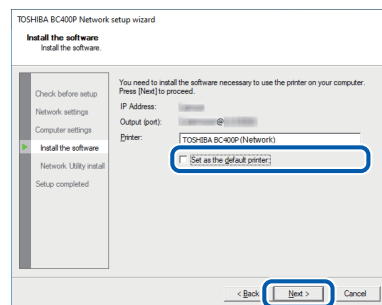 TOSHIBA BC400P Network setup wizard
Install the software
Install the software.
Check before setup
Network settings
Computer settings
Install the software
Network Utility install
Setup completed
You need to install the software necessary to use the printer on your computer.
Press [Next] to proceed.
IP Address:
Output (port): @
Printer: TOSHIBA BC400P (Network)
Set as the default printer.
< Back Next > Cancel